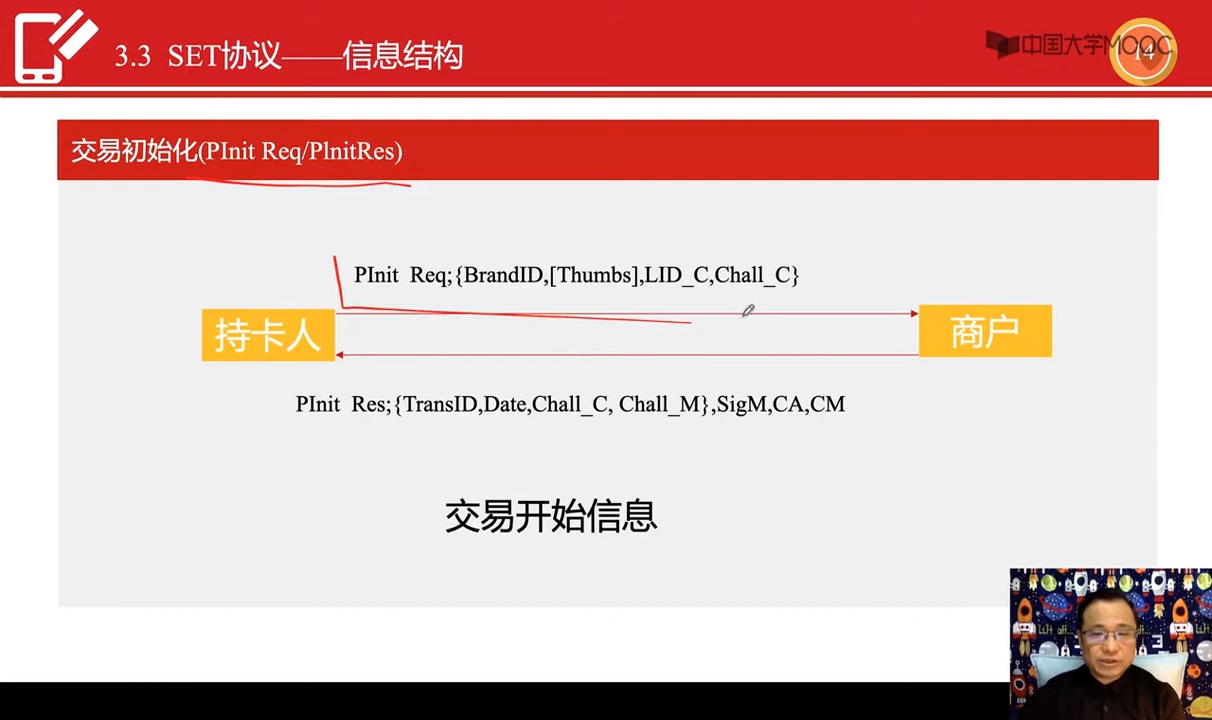 3.3 SET协议——信息结构
中国大学MOOC
14
交易初始化(PInit Req/PlnitRes)
PInit Req;{BrandID,[Thumbs],LID_C,Chall_C}
持卡人
商户
PInit Res;{TransID,Date,Chall_C, Chall_M},SigM,CA,CM
交易开始信息